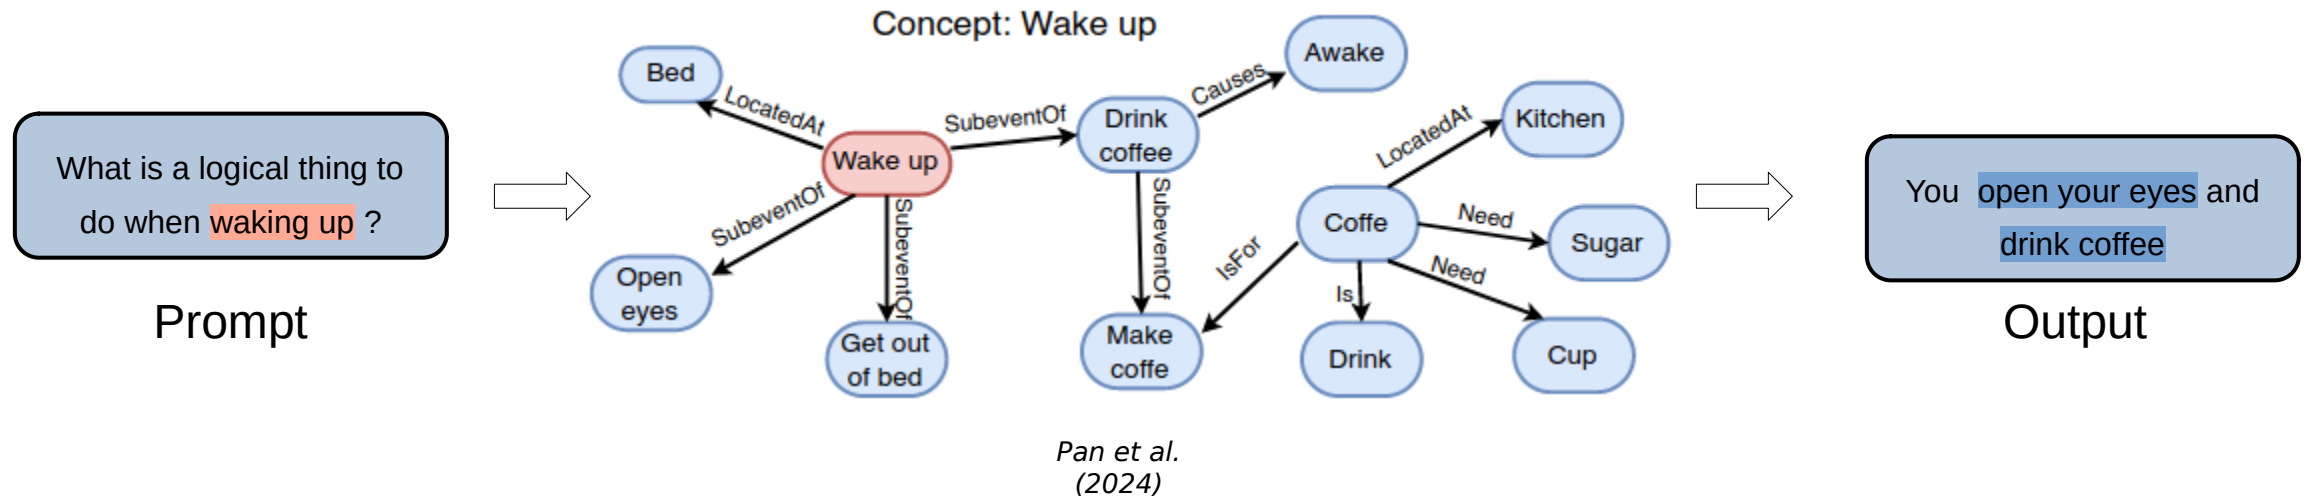 Concept: Wake up
What is a logical thing to
do when waking up ?
Prompt
Bed
LocatedAt
Wake up
SubeventOf
Open
eyes
SubeventOf
Get out
of bed
SubeventOf
Drink
coffee
Causes
Awake
SubeventOf
Make
coffe
IsFor
Coffe
LocatedAt
Kitchen
Need
Sugar
Need
Cup
Is
Drink
You open your eyes and
drink coffee
Output
Pan et al.
(2024)